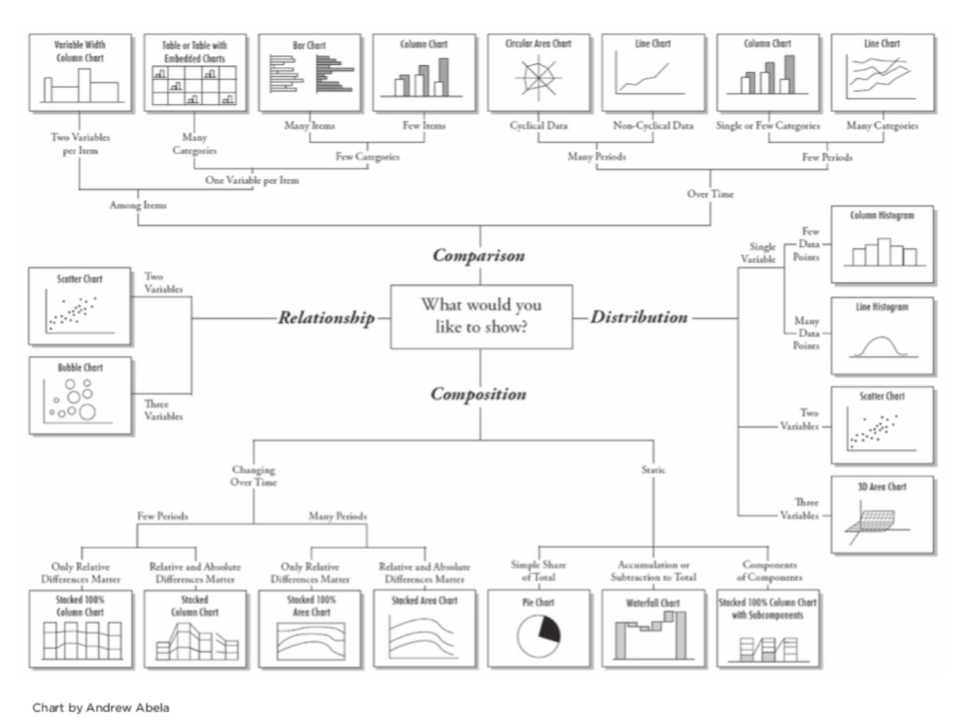 Variable Width
Column Chart
Table or Table with
Embedded Charts
Bar Chart
Column Chart
Circular Area Chart
Line Chart
Column Chart
Line Chart
Two Variables
per Item
Many
Categories
Many Items
Few Items
Cyclical Data
Non-Cyclical Data
Single or Few Categories
Many Categories
Few Categories
Many Periods
Few Periods
One Variable per Item
Over Time
Among Items
Comparison
What would you
like to show?
Relationship
Two
Variables
Scatter Chart
Three
Variables
Bubble Chart
Distribution
Single
Variable
Few
Data
Points
Column Histogram
Many
Data
Points
Line Histogram
Two
Variables
Scatter Chart
Three
Variables
3D Area Chart
Composition
Changing
Over Time
Static
Few Periods
Many Periods
Only Relative
Differences Matter
Relative and Absolute
Differences Matter
Only Relative
Differences Matter
Relative and Absolute
Differences Matter
Simple Share
of Total
Accumulation or
Subtraction to Total
Components
of Components
Stacked 100%
Column Chart
Stacked
Column Chart
Stacked 100%
Area Chart
Stacked Area Chart
Pie Chart
Waterfall Chart
Stacked 100% Column Chart
with Subcomponents
Chart by Andrew Abela